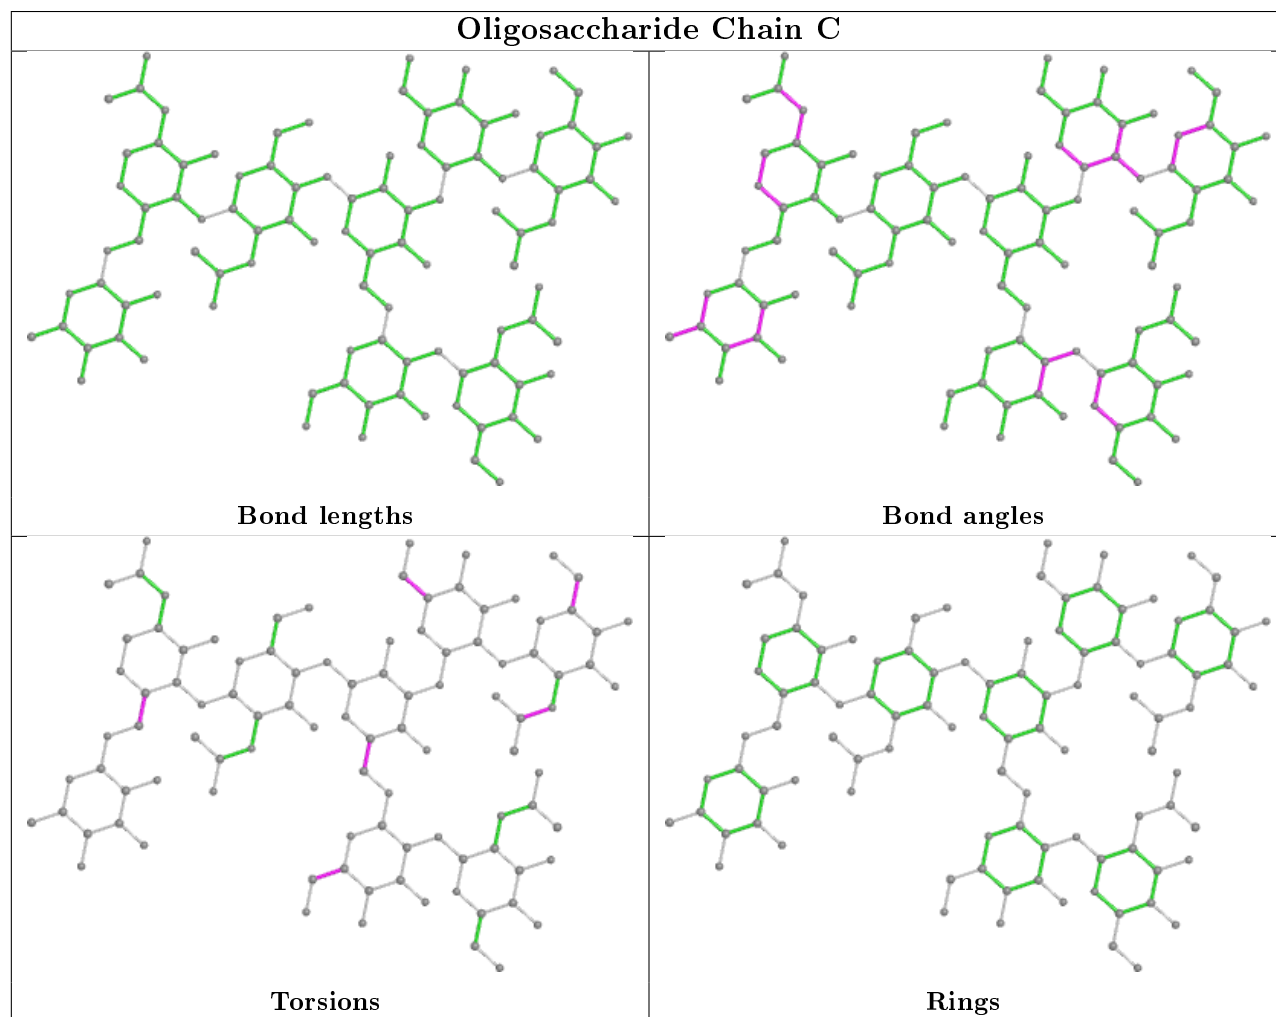 Oligosaccharide Chain C
Bond lengths
Bond angles
Torsions
Rings